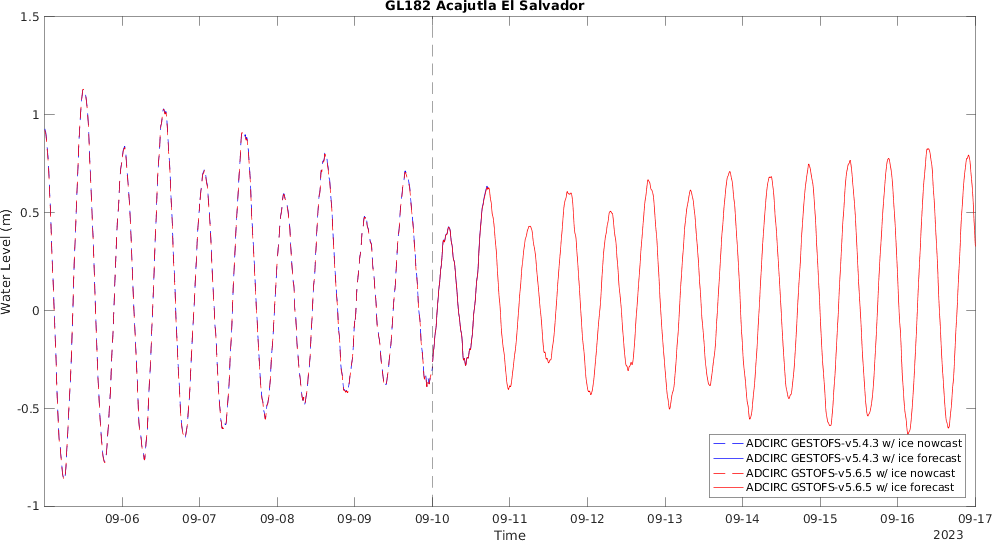 GL182 Acajutla El Salvador
Water Level (m)
1.5
1
0.5
0
-0.5
-1
ADCIRC GESTOFS-v5.4.3 w/ ice nowcast
ADCIRC GESTOFS-v5.4.3 w/ ice forecast
ADCIRC GSTOFS-v5.6.5 w/ ice nowcast
ADCIRC GSTOFS-v5.6.5 w/ ice forecast
09-06 09-07 09-08 09-09 09-10 09-11 09-12 09-13 09-14 09-15 09-16 09-17
Time
2023